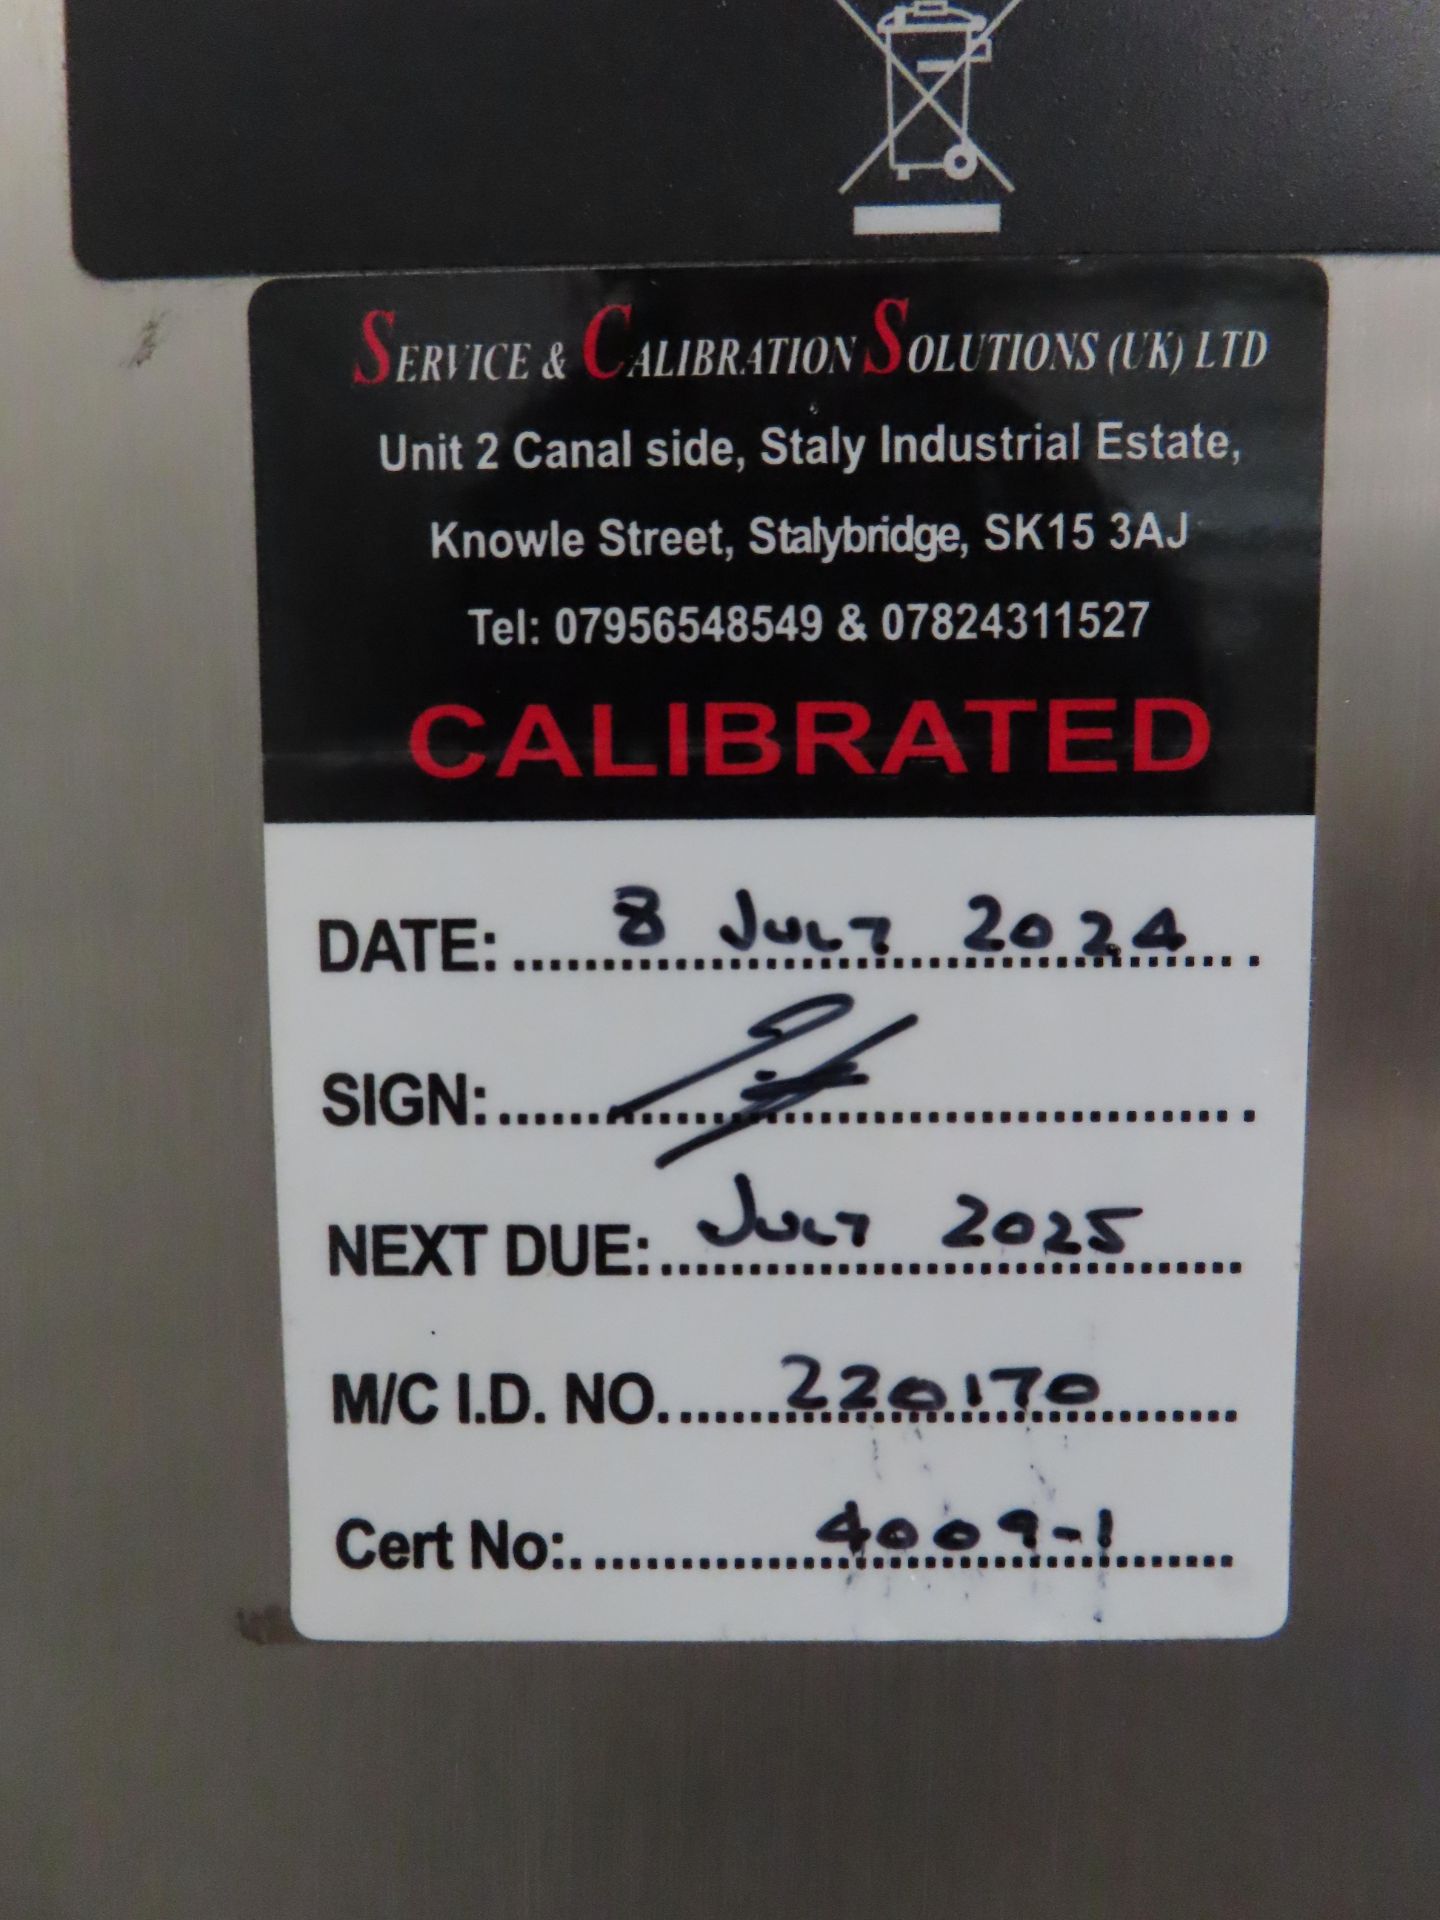 SERVICE & CALIBRATION SOLUTIONS (UK) LTD
Unit 2 Canal side, Staly Industrial Estate,
Knowle Street, Stalybridge, SK15 3AJ
Tel: 07956548549 & 07824311527
CALIBRATED
DATE: 8 JULY 2024
SIGN:
NEXT DUE: JULY 2025
M/C I.D. NO. 220170
Cert No: 4009-1